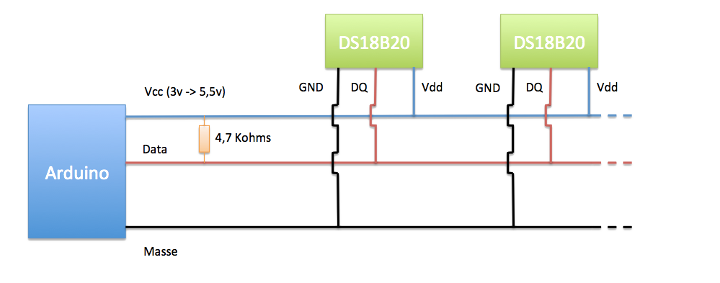 DS18B20 DS18B20
Vcc (3v -> 5,5v) GND DQ Vdd GND DQ Vdd
4,7 Kohms
Data
Arduino
Masse